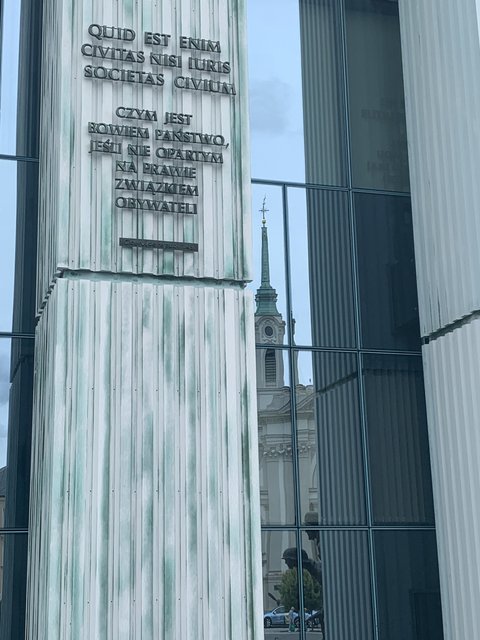 QUID EST ENIM
CIVITAS NISI IURIS
SOCIETAS CIVIUM
CZYM JEST
BOWIEM PAŃSTWO,
JEŚLI NIE OPARTYM
NA PRAWIE
ZWIĄZKIEM
OBYWATELI